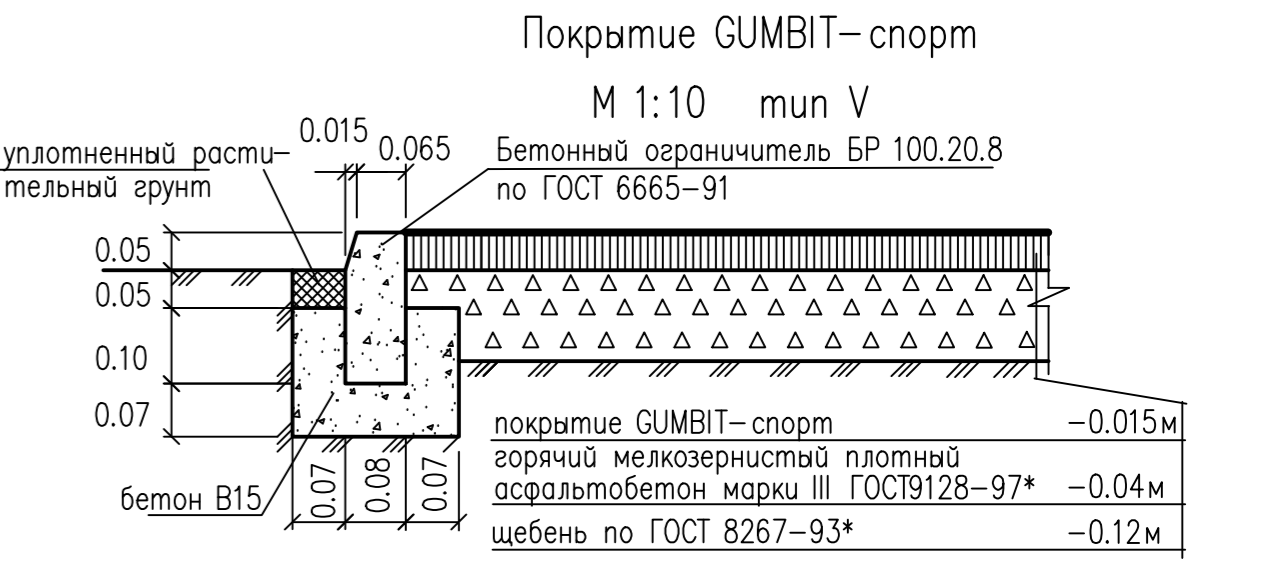 Покрытие GUMBIT-спорт
М 1:10 тип V
0.015
0.065
уплотненный расти-
тельный грунт
Бетонный ограничитель БР 100.20.8
по ГОСТ 6665-91
0.05
0.05
0.10
0.07
0.07
0.08
0.07
бетон В15
покрытие GUMBIT-спорт -0.015м
горячий мелкозернистый плотный
асфальтобетон марки III ГОСТ9128-97* -0.04м
щебень по ГОСТ 8267-93* -0.12м